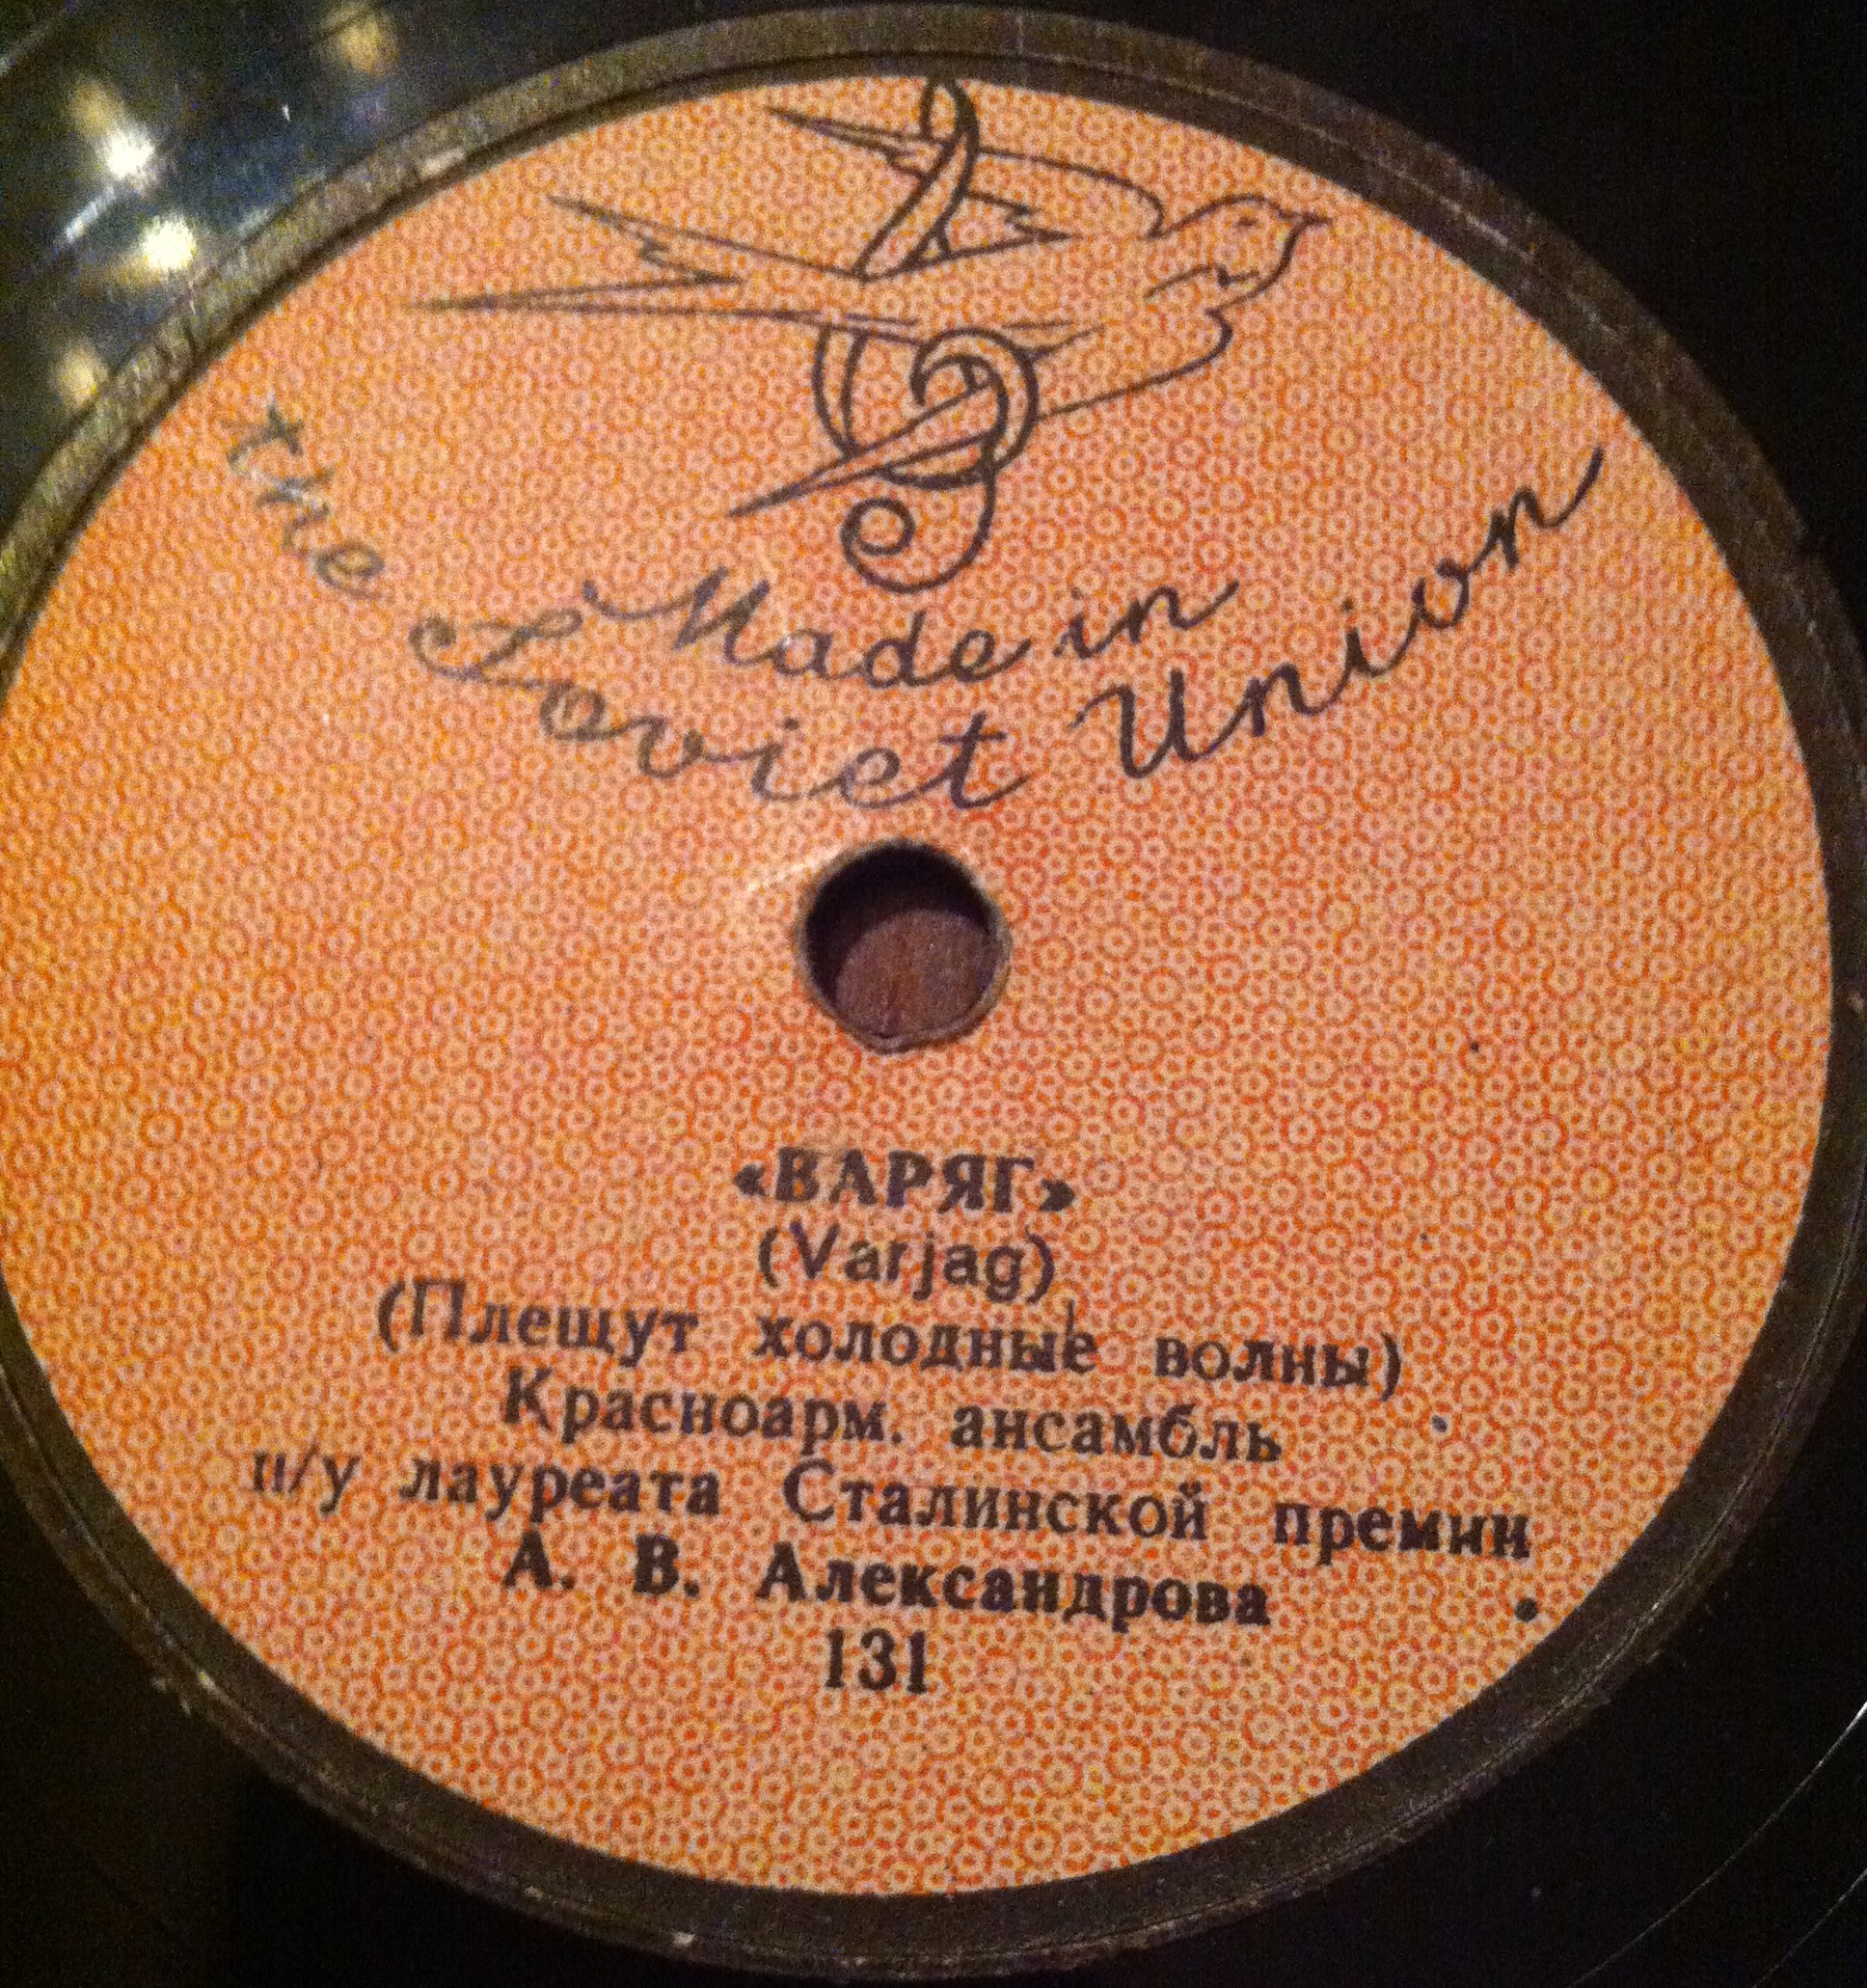 Made in
the Soviet Union
«ВАРЯГ»
(Varjag)
(Плещут холодные волны)
Красноарм. ансамбль
п/у лауреата Сталинской премии
А. В. Александрова
131